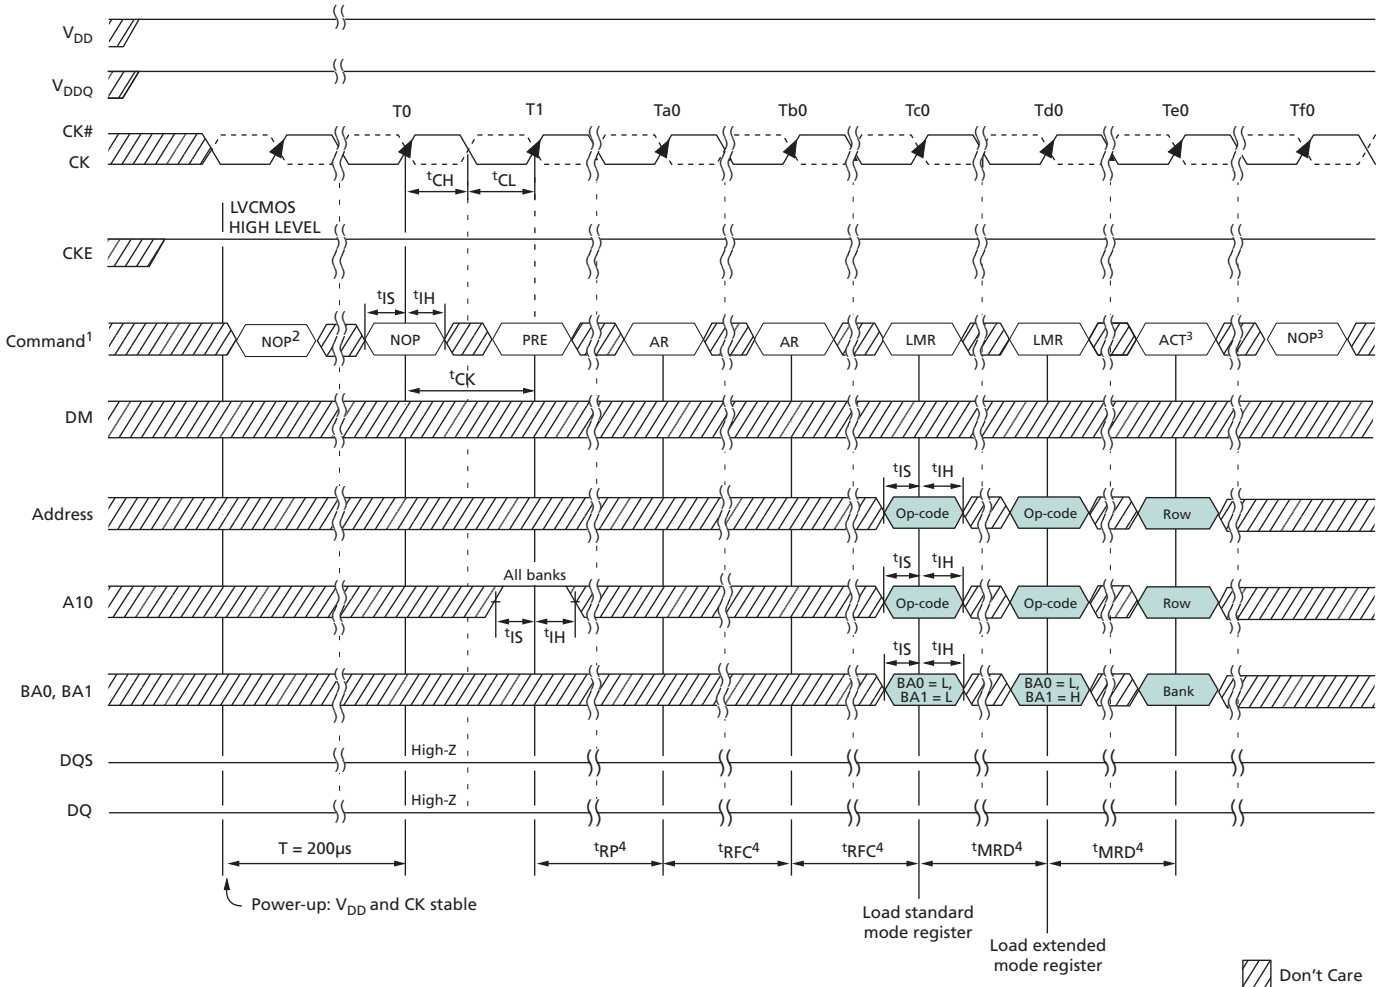 VDD
VDDQ
T0 T1 Ta0 Tb0 Tc0 Td0 Te0 Tf0
CK#
CK
tCH tCL
LVCMOS
HIGH LEVEL
CKE
tIS tIH
Command1 NOP2 NOP PRE AR AR LMR LMR ACT3 NOP3
tCK
DM
tIS tIH
Address Op-code Op-code Row
All banks tIS tIH
A10 Op-code Op-code Row
tIS tIH
tIS tIH
BA0, BA1 BA0 = L, BA1 = L BA0 = L, BA1 = H Bank
DQS High-Z
DQ High-Z
T = 200µs tRP4 tRFC4 tRFC4 tMRD4 tMRD4
Power-up: VDD and CK stable
Load standard
mode register
Load extended
mode register
Don't Care